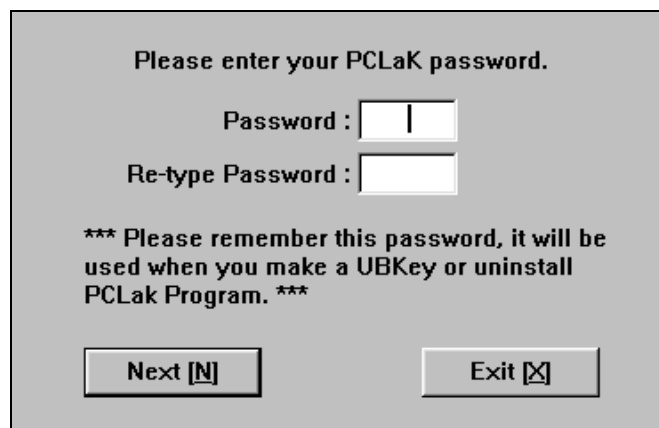 Please enter your PCLaK password.
Password :
Re-type Password :
*** Please remember this password, it will be
used when you make a UBKey or uninstall
PCLak Program. ***
Next [N] Exit [X]